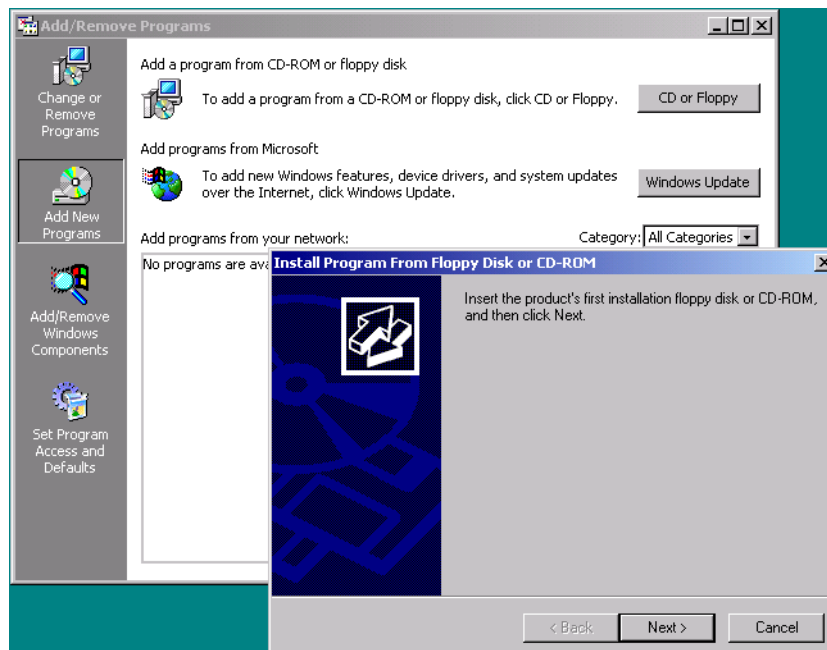 Add/Remove Programs
Change or
Remove
Programs
Add New
Programs
Add/Remove
Windows
Components
Set Program
Access and
Defaults
Add a program from CD-ROM or floppy disk
To add a program from a CD-ROM or floppy disk, click CD or Floppy.
CD or Floppy
Add programs from Microsoft
To add new Windows features, device drivers, and system updates
over the Internet, click Windows Update.
Windows Update
Add programs from your network:
Category: All Categories
No programs are ava
Install Program From Floppy Disk or CD-ROM
Insert the product's first installation floppy disk or CD-ROM,
and then click Next.
< Back
Next >
Cancel